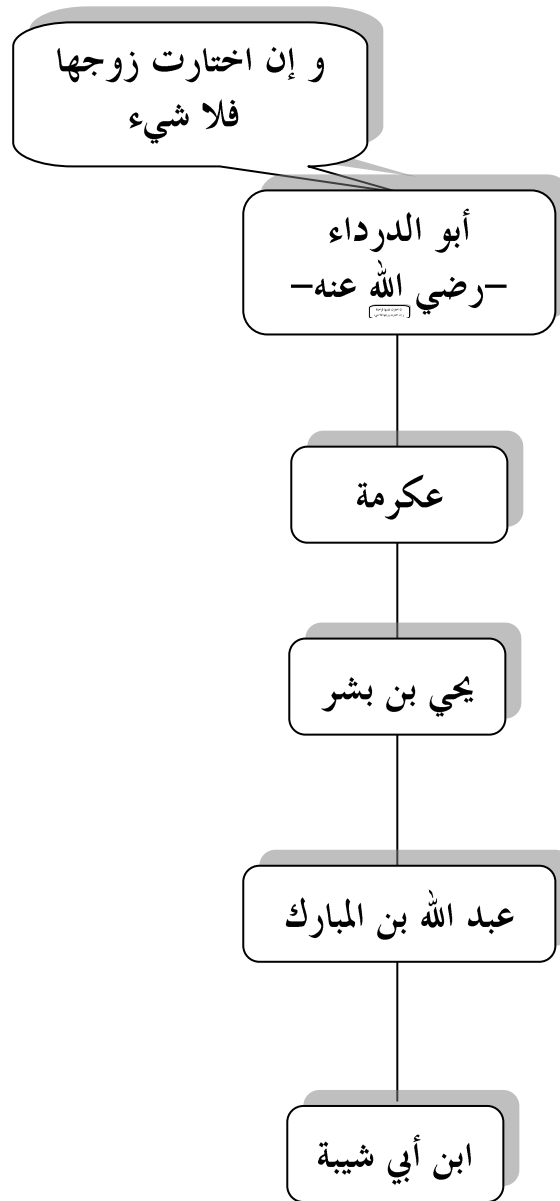 و إن اختارت زوجها
فلا شيء
أبو الدرداء
–رضي الله عنه–
عكرمة
يحي بن بشر
عبد الله بن المبارك
ابن أبي شيبة